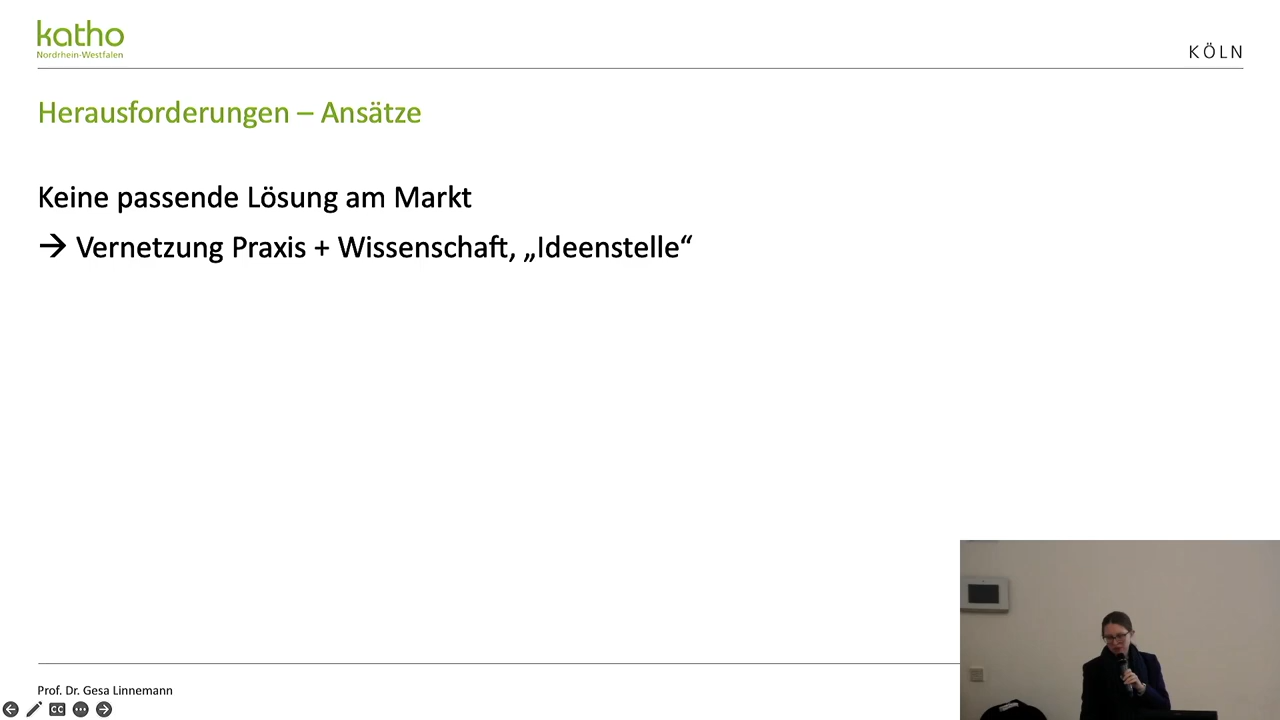 katho
Nordrhein-Westfalen
KÖLN
Herausforderungen – Ansätze
Keine passende Lösung am Markt
→ Vernetzung Praxis + Wissenschaft, „Ideenstelle“
Prof. Dr. Gesa Linnemann
CC